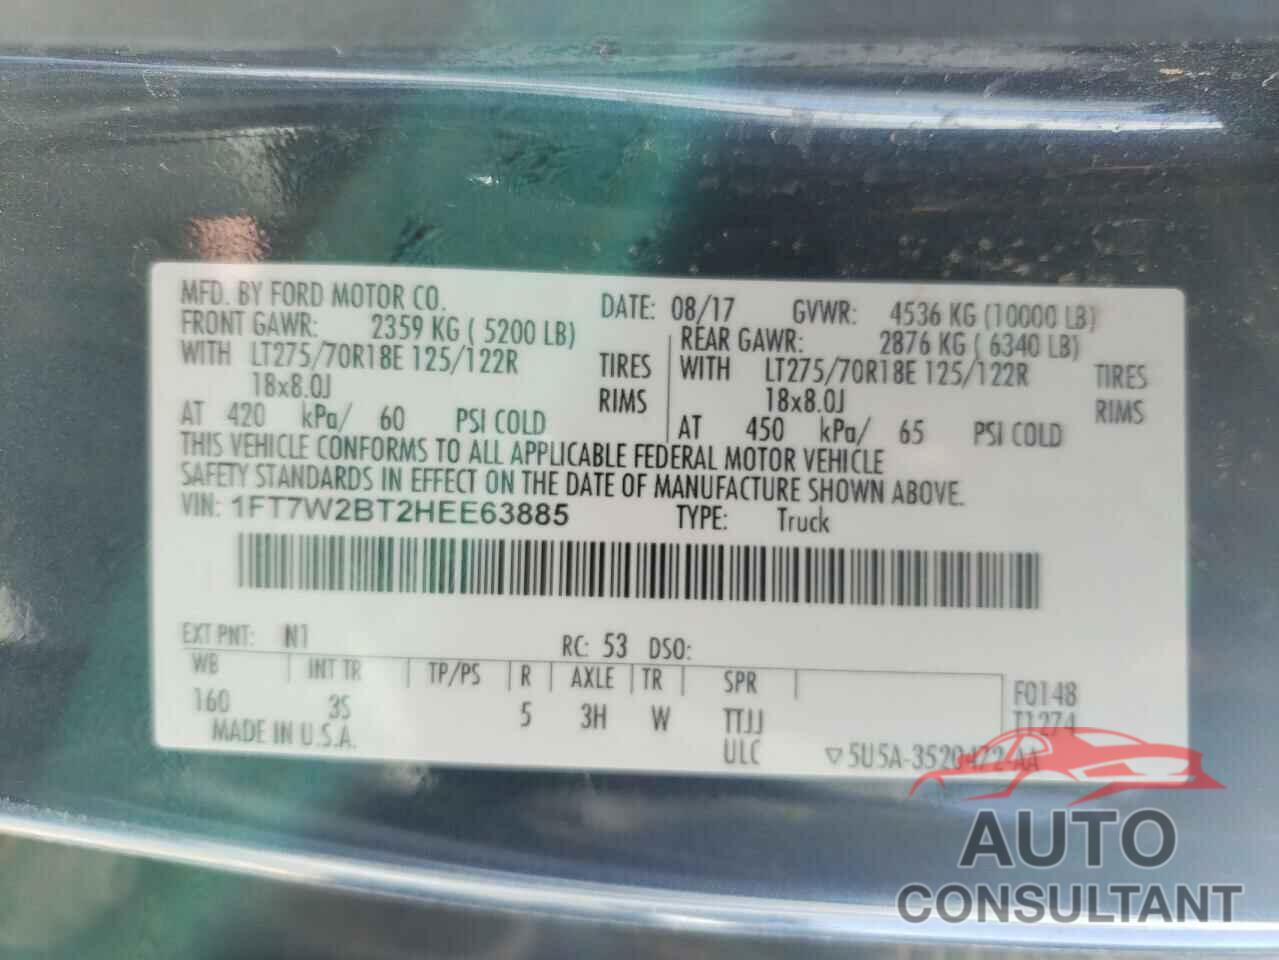 MFD. BY FORD MOTOR CO. DATE: 08/17 GVWR: 4536 KG (10000 LB)
FRONT GAWR: 2359 KG ( 5200 LB) REAR GAWR: 2876 KG ( 6340 LB)
WITH LT275/70R18E 125/122R TIRES WITH LT275/70R18E 125/122R TIRES
18x8.0J RIMS 18x8.0J RIMS
AT 420 kPa/ 60 PSI COLD AT 450 kPa/ 65 PSI COLD
THIS VEHICLE CONFORMS TO ALL APPLICABLE FEDERAL MOTOR VEHICLE
SAFETY STANDARDS IN EFFECT ON THE DATE OF MANUFACTURE SHOWN ABOVE.
VIN: 1FT7W2BT2HEE63885 TYPE: Truck
EXT PNT: N1 RC: 53 DSO:
WB INT TR TP/PS R AXLE TR SPR F0148
160 3S 5 3H W TTJJ T1274
MADE IN U.S.A. ULC ▽5U5A-3520472-AA
AUTO
CONSULTANT